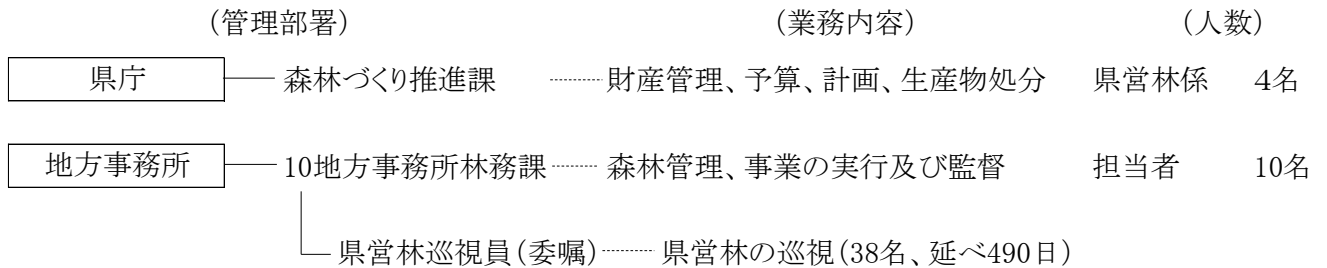 （管理部署） （業務内容） （人数）
県庁 森林づくり推進課 財産管理、予算、計画、生産物処分 県営林係 4名
地方事務所 10地方事務所林務課 森林管理、事業の実行及び監督 担当者 10名
県営林巡視員（委嘱） 県営林の巡視（38名、延べ490日）